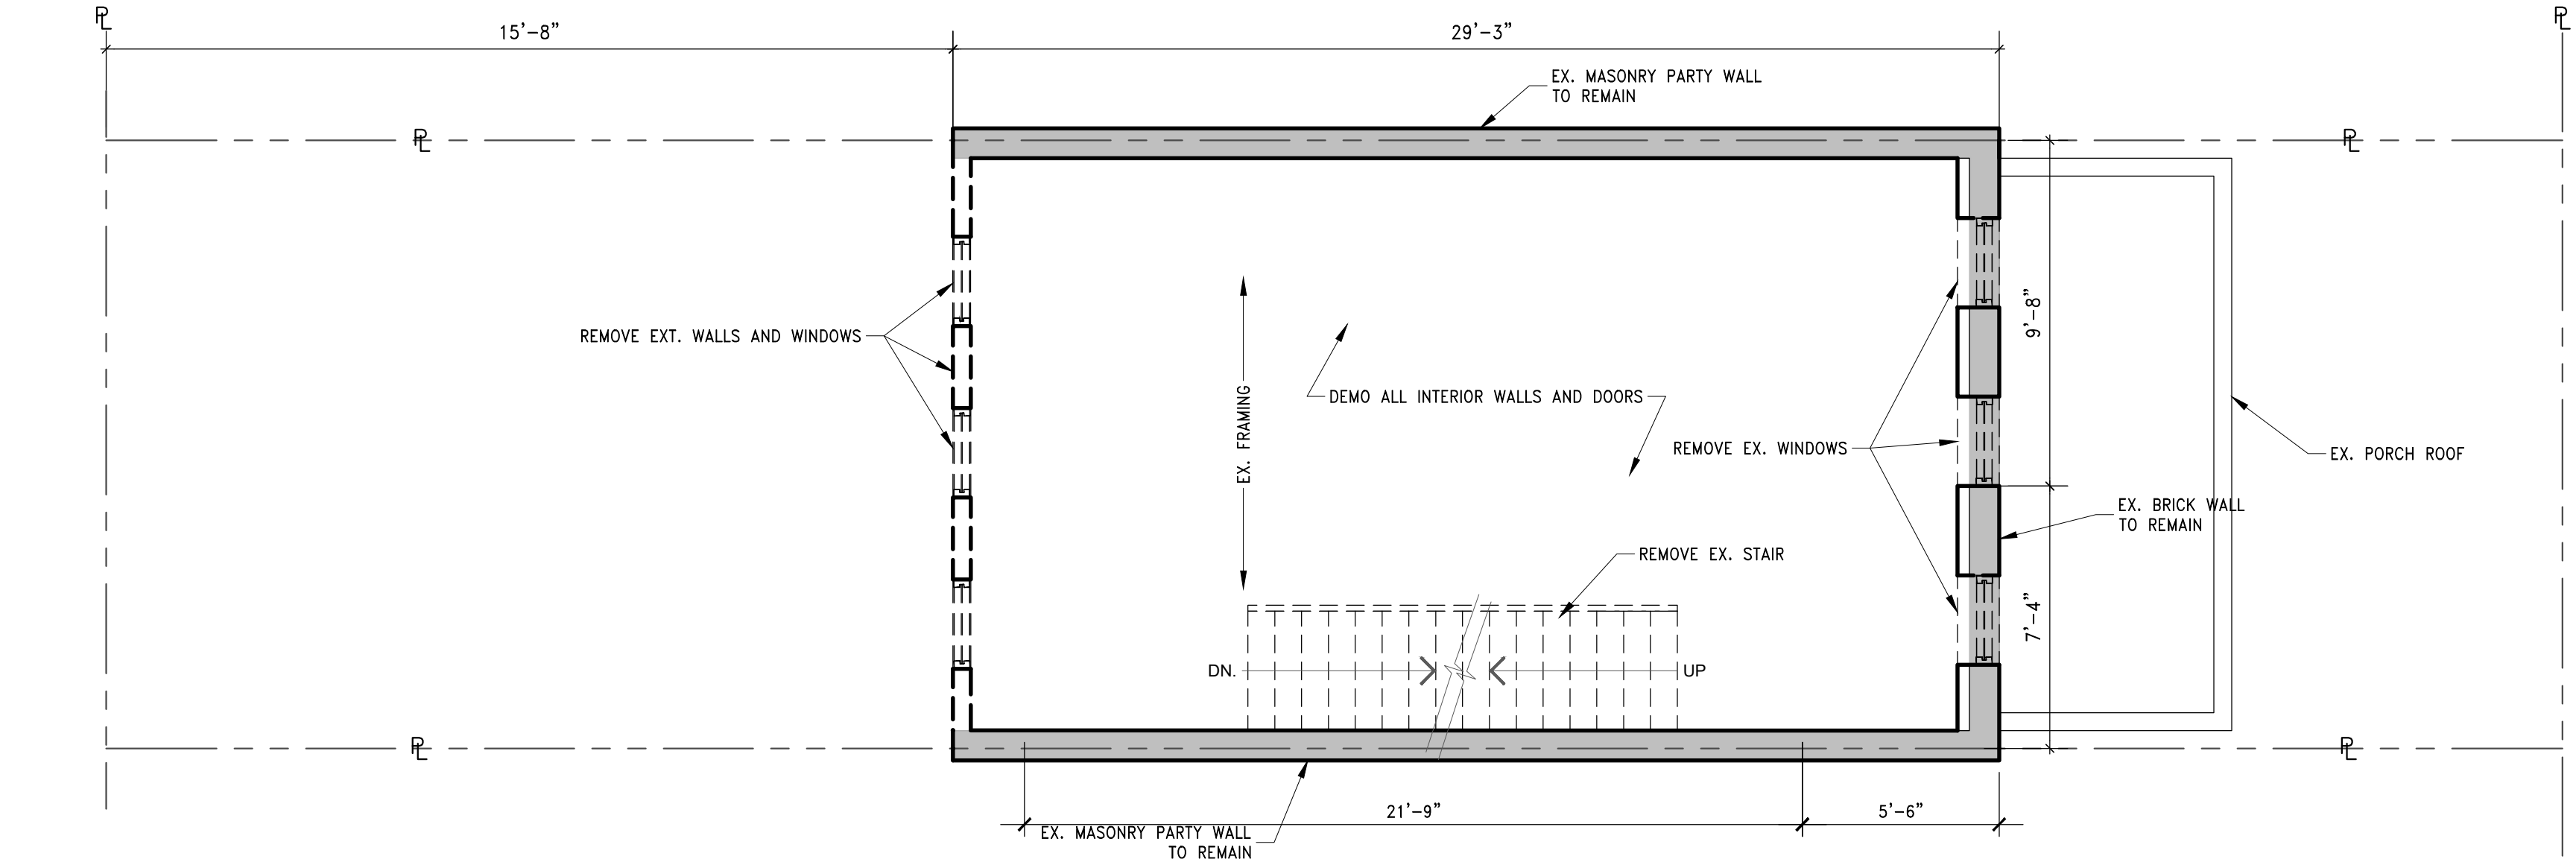 PL
PL
15'-8"
29'-3"
EX. MASONRY PARTY WALL
TO REMAIN
PL
PL
REMOVE EXT. WALLS AND WINDOWS
EX. FRAMING
DEMO ALL INTERIOR WALLS AND DOORS
REMOVE EX. WINDOWS
9'-8"
EX. PORCH ROOF
EX. BRICK WALL
TO REMAIN
REMOVE EX. STAIR
7'-4"
DN.
UP
PL
PL
21'-9"
5'-6"
EX. MASONRY PARTY WALL
TO REMAIN